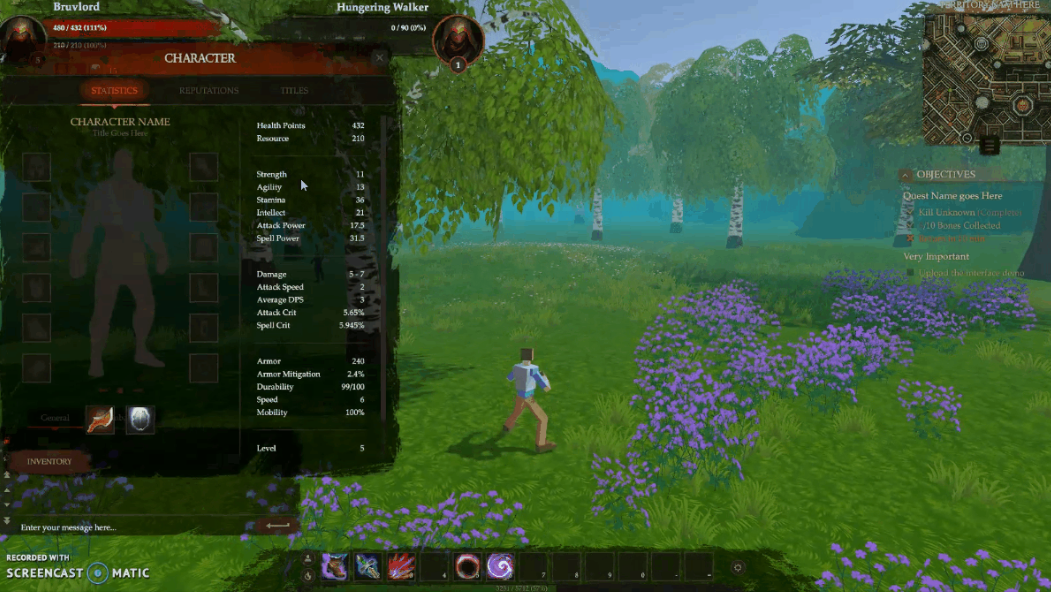 Bruvlord
480 / 432 (111%)
210 / 210 (100%)
Hungering Walker
0 / 90 (0%)
1
CHARACTER
STATISTICS
REPUTATIONS
TITLES
CHARACTER NAME
Title Goes Here
Health Points 432
Resource 210
Strength 11
Agility 13
Stamina 36
Intellect 21
Attack Power 17.5
Spell Power 31.5
Damage 5 - 7
Attack Speed 2
Average DPS 3
Attack Crit 5.65%
Spell Crit 5.945%
Armor 240
Armor Mitigation 2.4%
Durability 99/100
Speed 6
Mobility 100%
Level 5
General
INVENTORY
Enter your message here...
RECORDED WITH
SCREENCAST MATIC
OBJECTIVES
Quest Name goes Here
Kill Unknown (Complete)
/10 Bones Collected
Very Important
Upload the interface demo
4
7
8
9
0
-